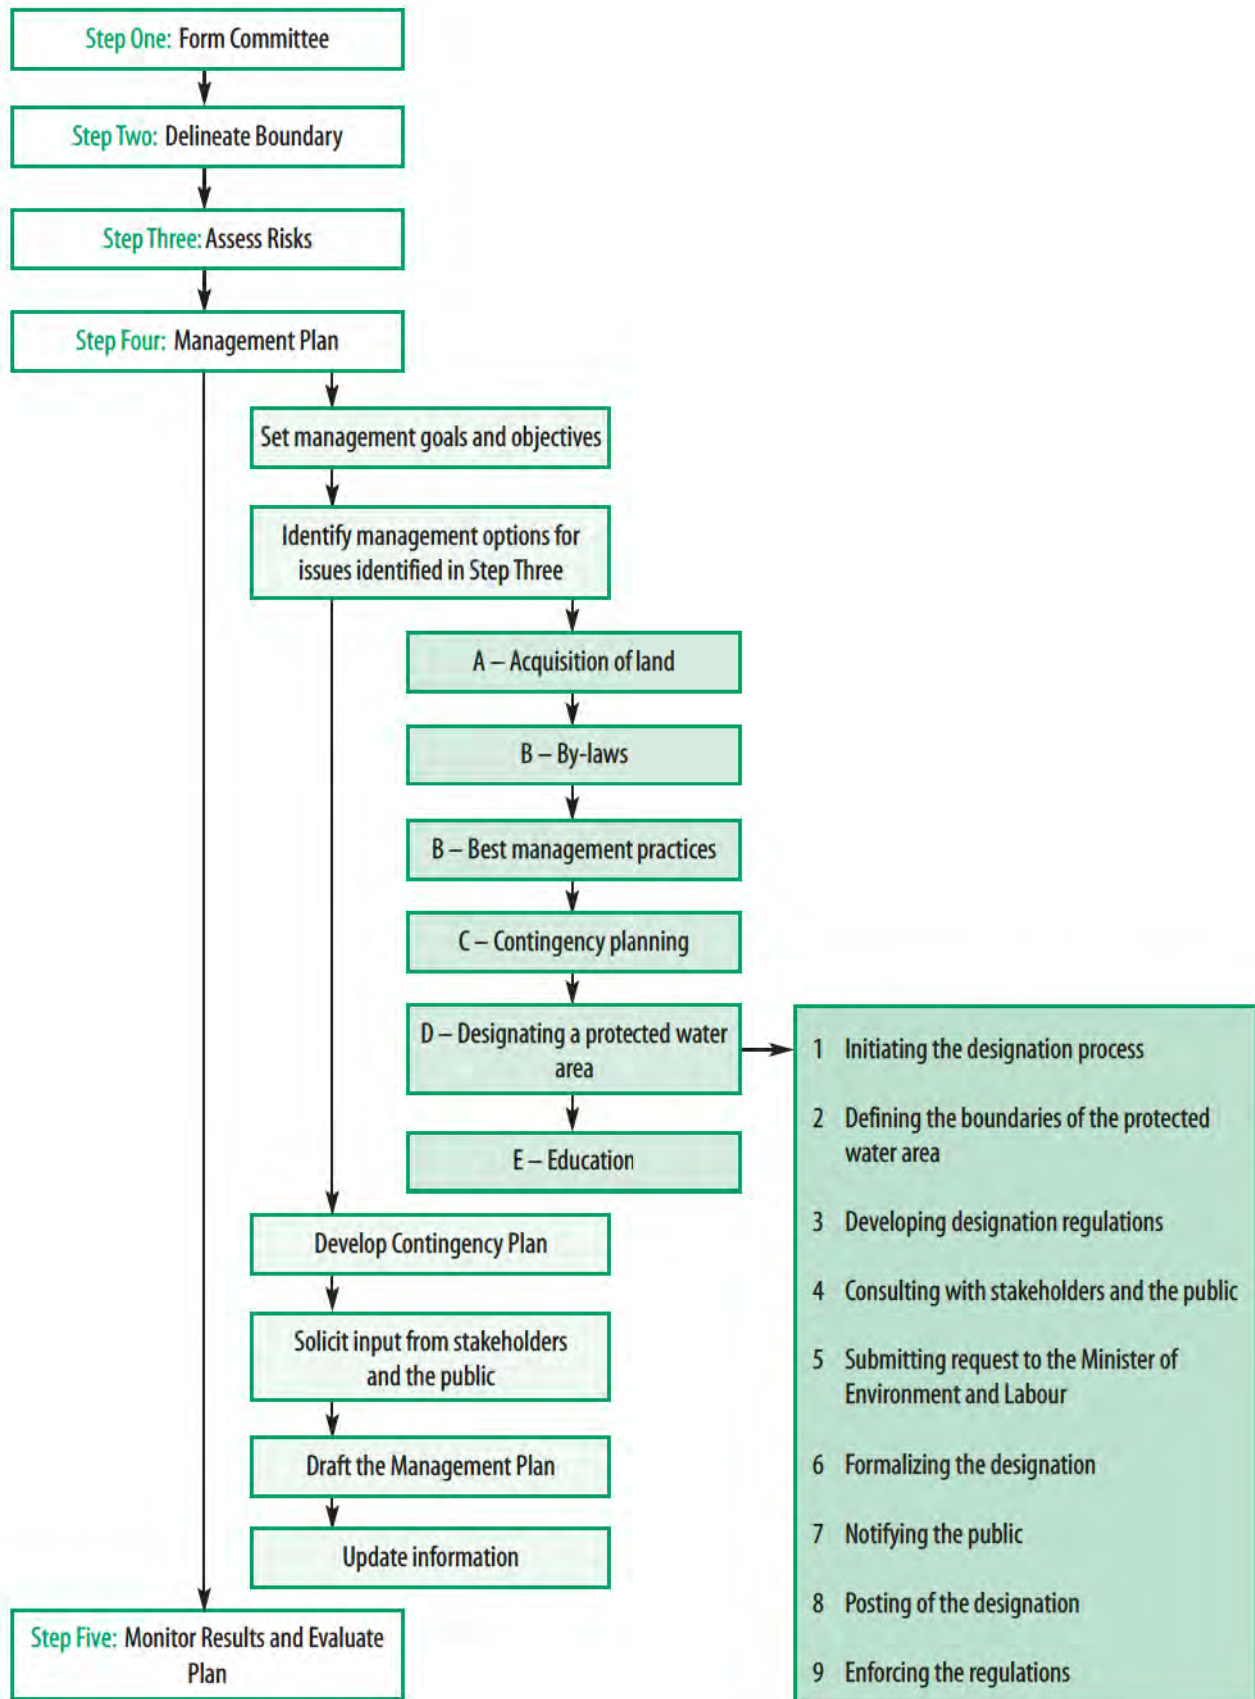 Step One: Form Committee
Step Two: Delineate Boundary
Step Three: Assess Risks
Step Four: Management Plan
Set management goals and objectives
Identify management options for
issues identified in Step Three
A – Acquisition of land
B – By-laws
B – Best management practices
C – Contingency planning
D – Designating a protected water
area
E – Education
1 Initiating the designation process
2 Defining the boundaries of the protected
water area
3 Developing designation regulations
4 Consulting with stakeholders and the public
5 Submitting request to the Minister of
Environment and Labour
6 Formalizing the designation
7 Notifying the public
8 Posting of the designation
9 Enforcing the regulations
Develop Contingency Plan
Solicit input from stakeholders
and the public
Draft the Management Plan
Update information
Step Five: Monitor Results and Evaluate
Plan